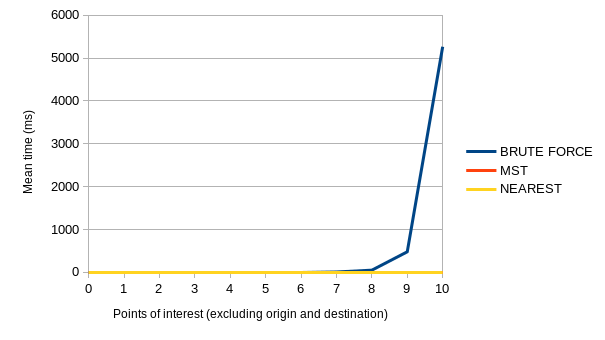 6000
5000
4000
3000
2000
1000
0
Mean time (ms)
0 1 2 3 4 5 6 7 8 9 10
Points of interest (excluding origin and destination)
BRUTE FORCE
MST
NEAREST